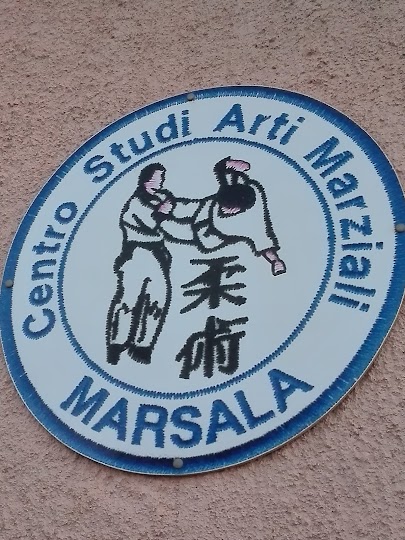 Centro Studi Arti Marziali
柔
術
MARSALA